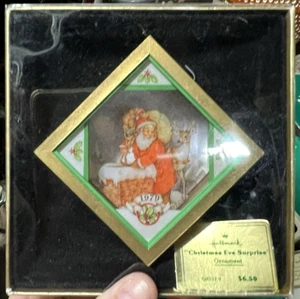 1979
Hallmark
"Christmas Eve Surprise"
Ornament
$6.50